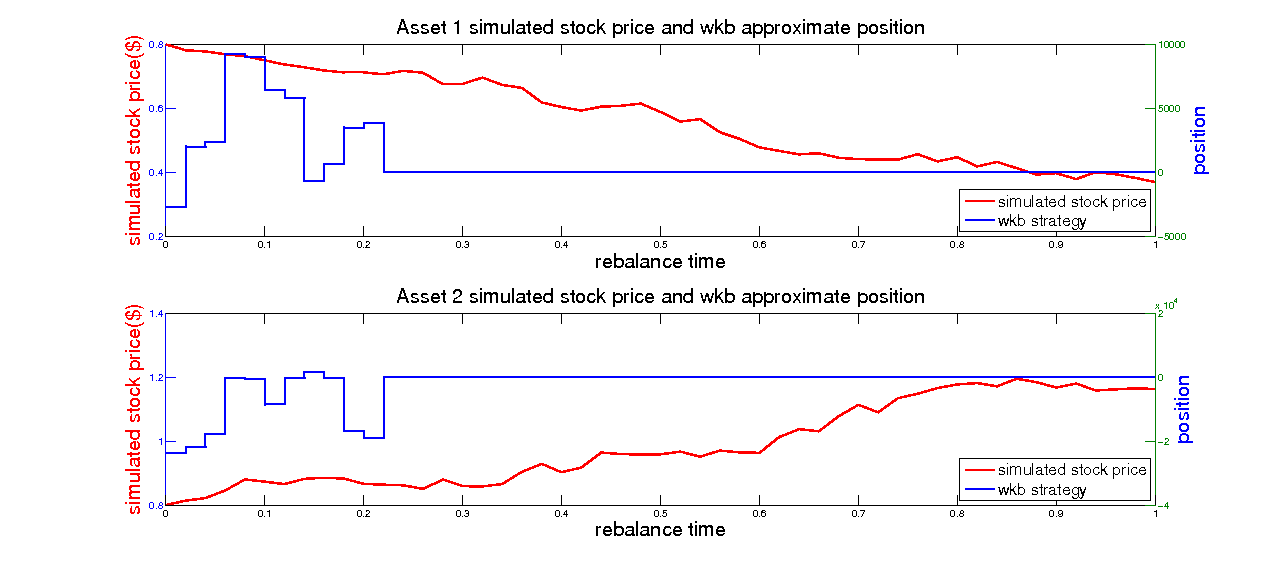 Asset 1 simulated stock price and wkb approximate position
simulated stock price($)
0.8
0.6
0.4
0.2
10000
5000
0
−5000
position
simulated stock price
wkb strategy
0 0.1 0.2 0.3 0.4 0.5 0.6 0.7 0.8 0.9 1
rebalance time
Asset 2 simulated stock price and wkb approximate position
simulated stock price($)
1.4
1.2
1
0.8
x 10^4
2
0
−2
−4
position
simulated stock price
wkb strategy
0 0.1 0.2 0.3 0.4 0.5 0.6 0.7 0.8 0.9 1
rebalance time